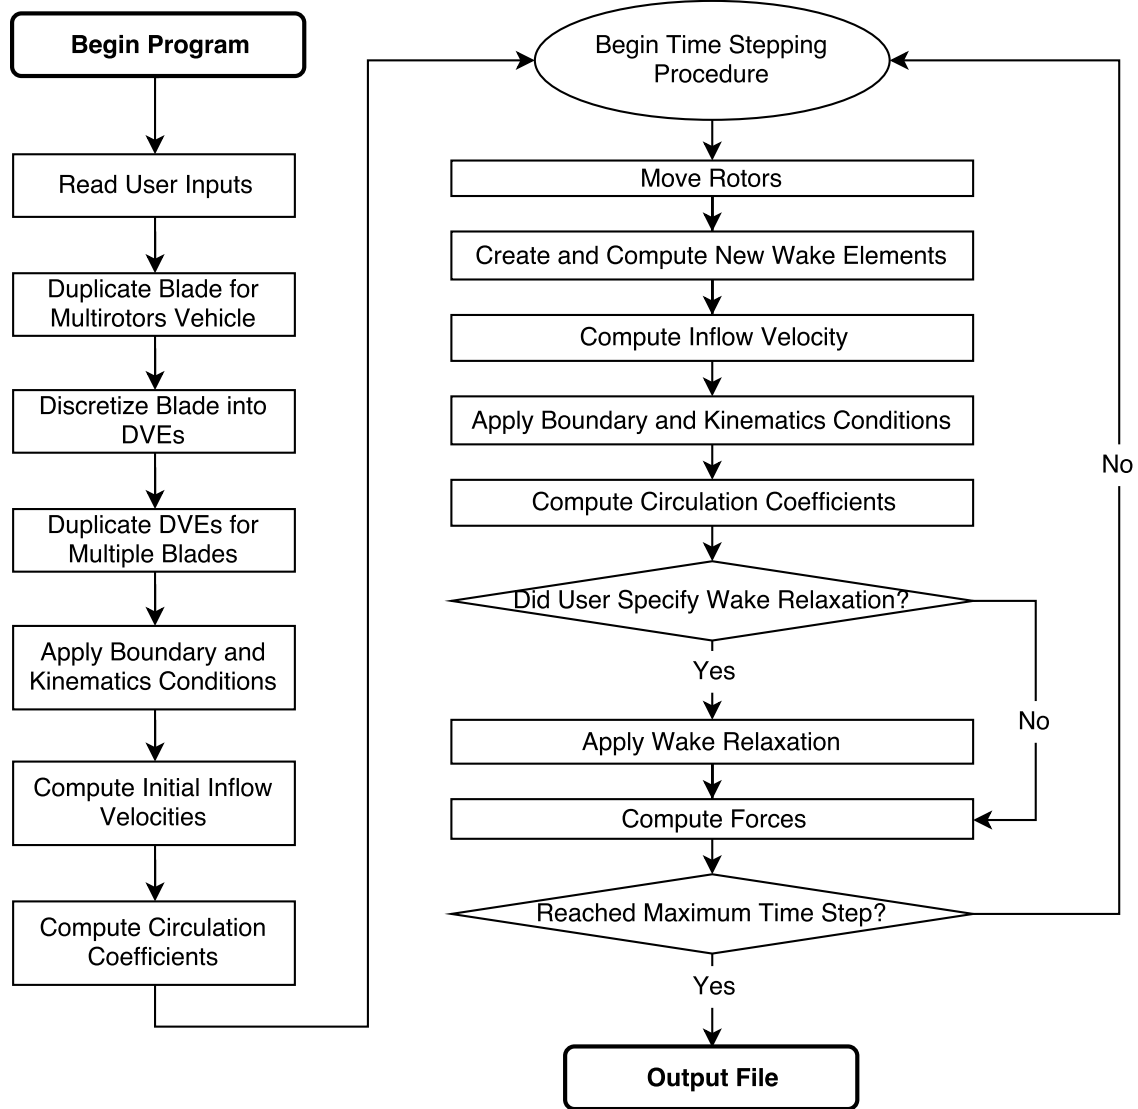 Begin Program
Read User Inputs
Duplicate Blade for
Multirotors Vehicle
Discretize Blade into
DVEs
Duplicate DVEs for
Multiple Blades
Apply Boundary and
Kinematics Conditions
Compute Initial Inflow
Velocities
Compute Circulation
Coefficients
Begin Time Stepping
Procedure
Move Rotors
Create and Compute New Wake Elements
Compute Inflow Velocity
Apply Boundary and Kinematics Conditions
Compute Circulation Coefficients
Did User Specify Wake Relaxation?
Yes
No
Apply Wake Relaxation
Compute Forces
Reached Maximum Time Step?
No
Yes
Output File